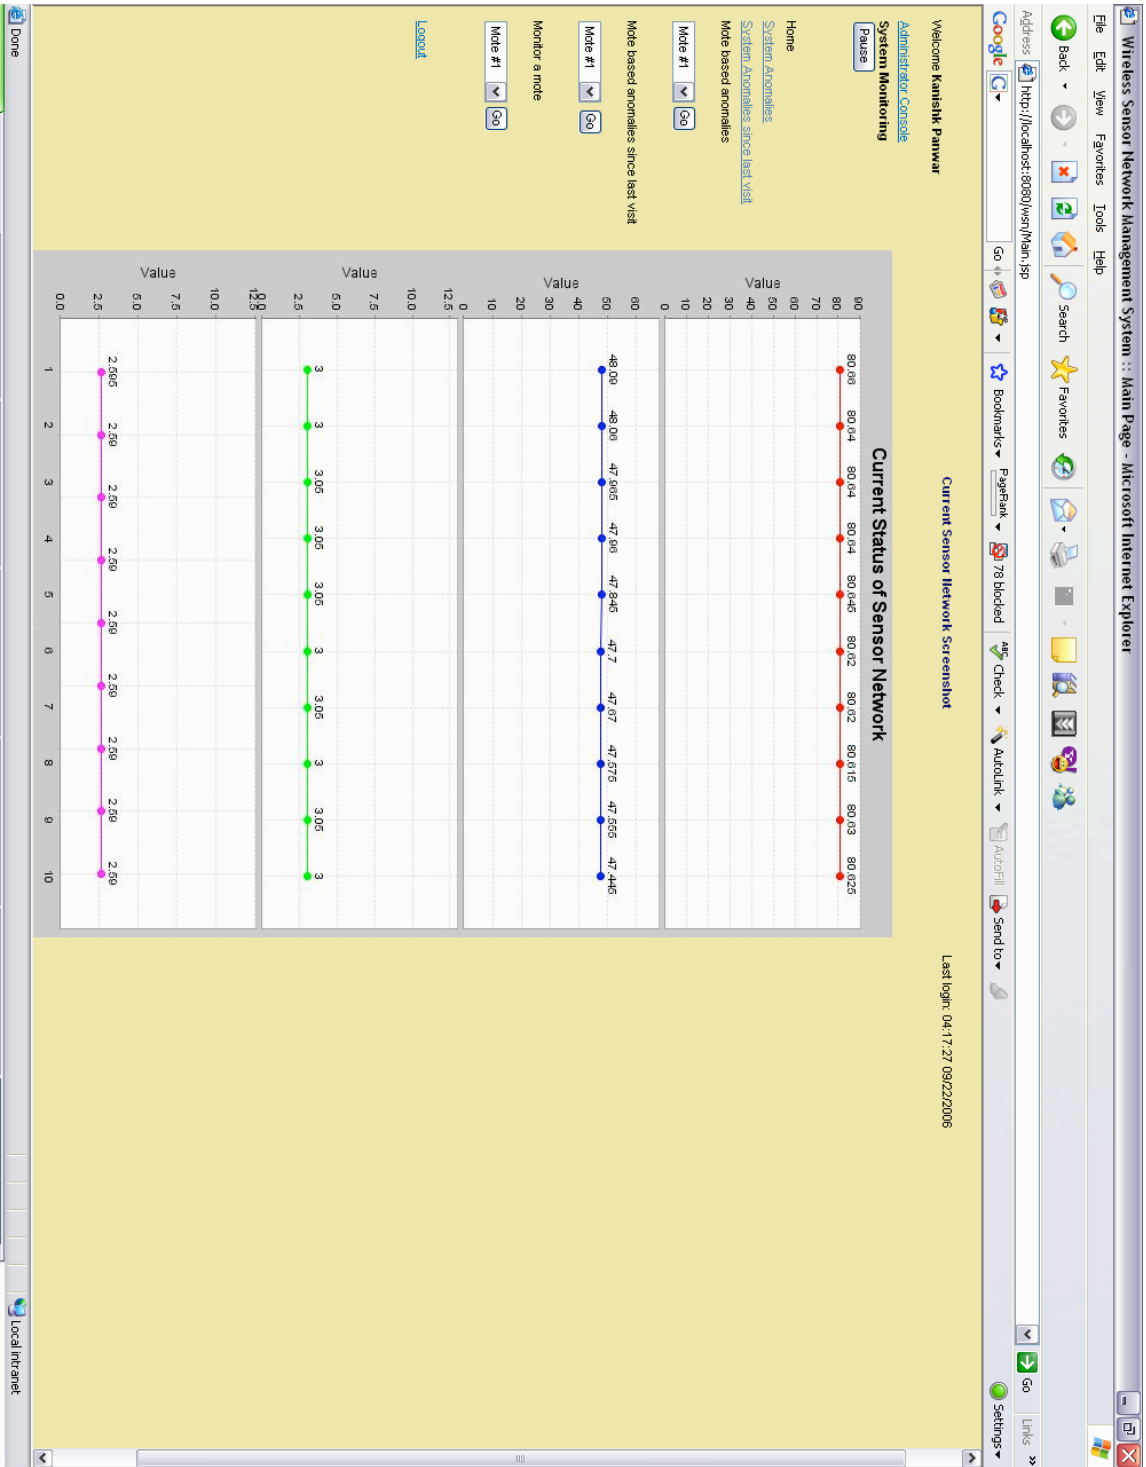 Wireless Sensor Network Management System :: Main Page - Microsoft Internet Explorer
File Edit View Favorites Tools Help
Back Search Favorites
Address http://localhost:8080/wsn/Main.jsp Go Links »
Google G Go Bookmarks PageRank 78 blocked ABC Check AutoLink AutoFill Send to Settings
Welcome Kanishk Panwar
Current Sensor Network Screenshot
Last login: 04:17:27 09/22/2006
Administrator Console
System Monitoring
Pause
Home
System Anomalies
System Anomalies since last visit
Mote based anomalies
Mote #1 Go
Mote based anomalies since last visit
Mote #1 Go
Monitor a mote
Mote #1 Go
Logout
Current Status of Sensor Network
Value
90
80
70
60
50
40
30
20
10
0
80.66 80.64 80.64 80.64 80.645 80.62 80.62 80.615 80.63 80.625
Value
60
50
40
30
20
10
0
48.09 48.06 47.965 47.96 47.845 47.7 47.67 47.575 47.555 47.445
Value
12.5
10.0
7.5
5.0
2.5
3 3 3.05 3.05 3.05 3 3.05 3 3.05 3
Value
10.0
7.5
5.0
2.5
0.0
2.595 2.59 2.59 2.59 2.59 2.59 2.59 2.59 2.59
1 2 3 4 5 6 7 8 9 10
Done Local intranet